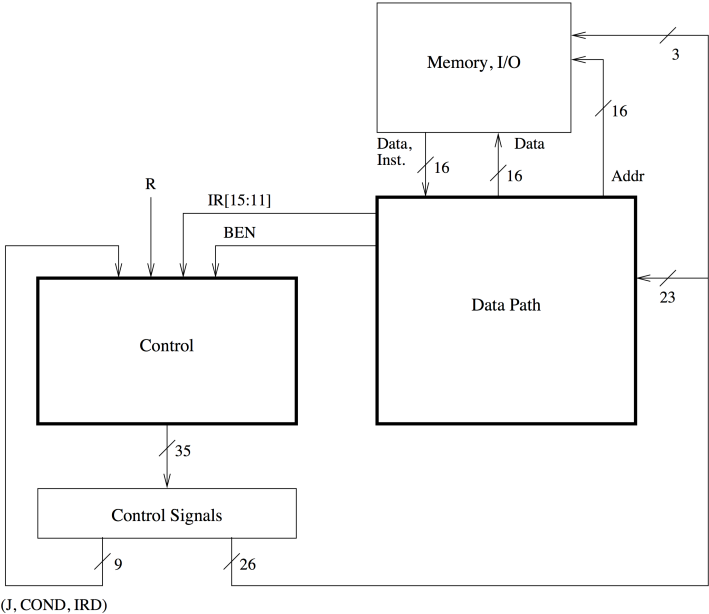 Memory, I/O
3
16
Data,
Inst.
16
Data
16
Addr
R
IR[15:11]
BEN
23
Data Path
Control
35
Control Signals
9
26
(J, COND, IRD)